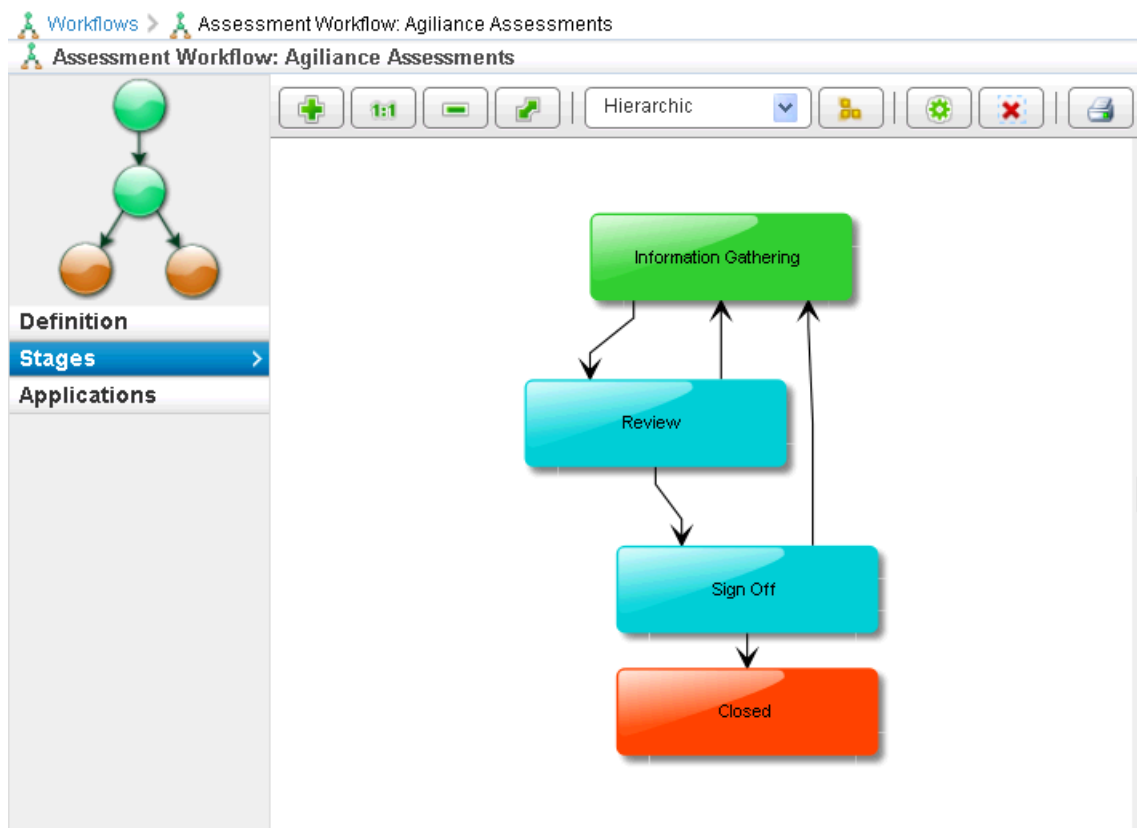 Workflows > Assessment Workflow: Agiliance Assessments
Assessment Workflow: Agiliance Assessments
1:1
Hierarchic
Definition
Stages
Applications
Information Gathering
Review
Sign Off
Closed